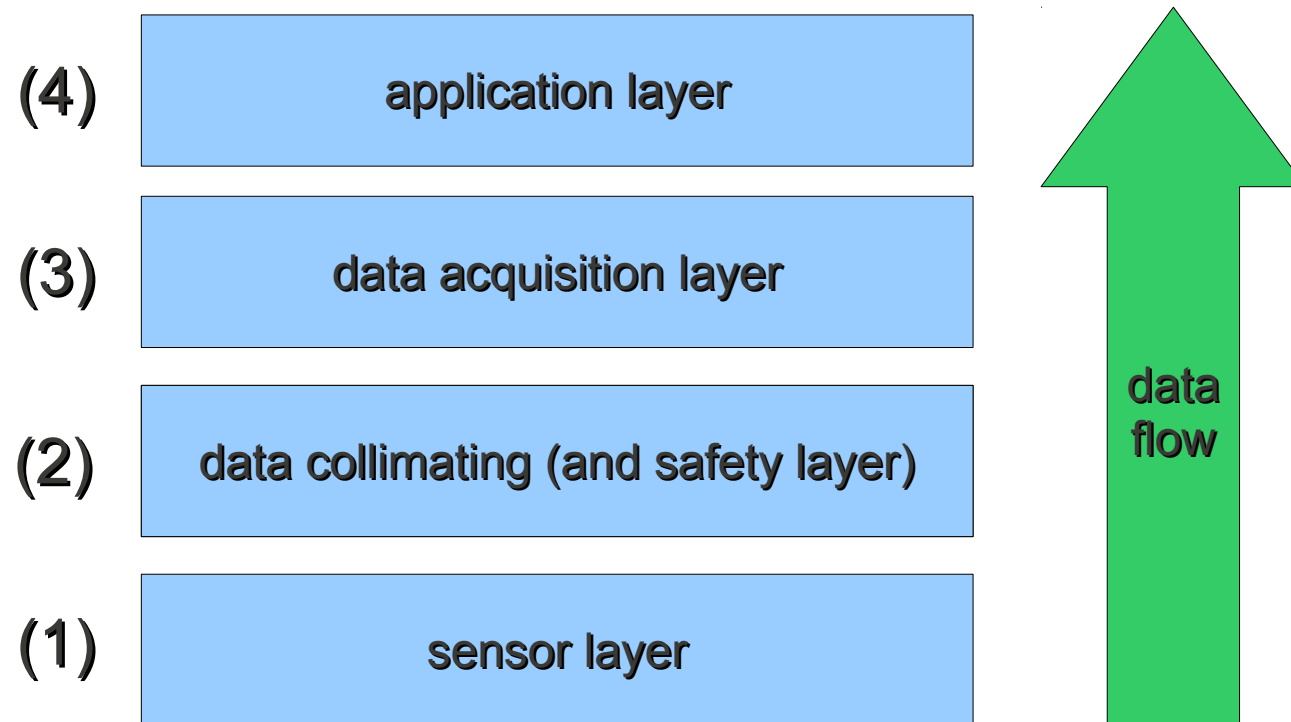 (4) application layer
(3) data acquisition layer
data
flow
(2) data collimating (and safety layer)
(1) sensor layer